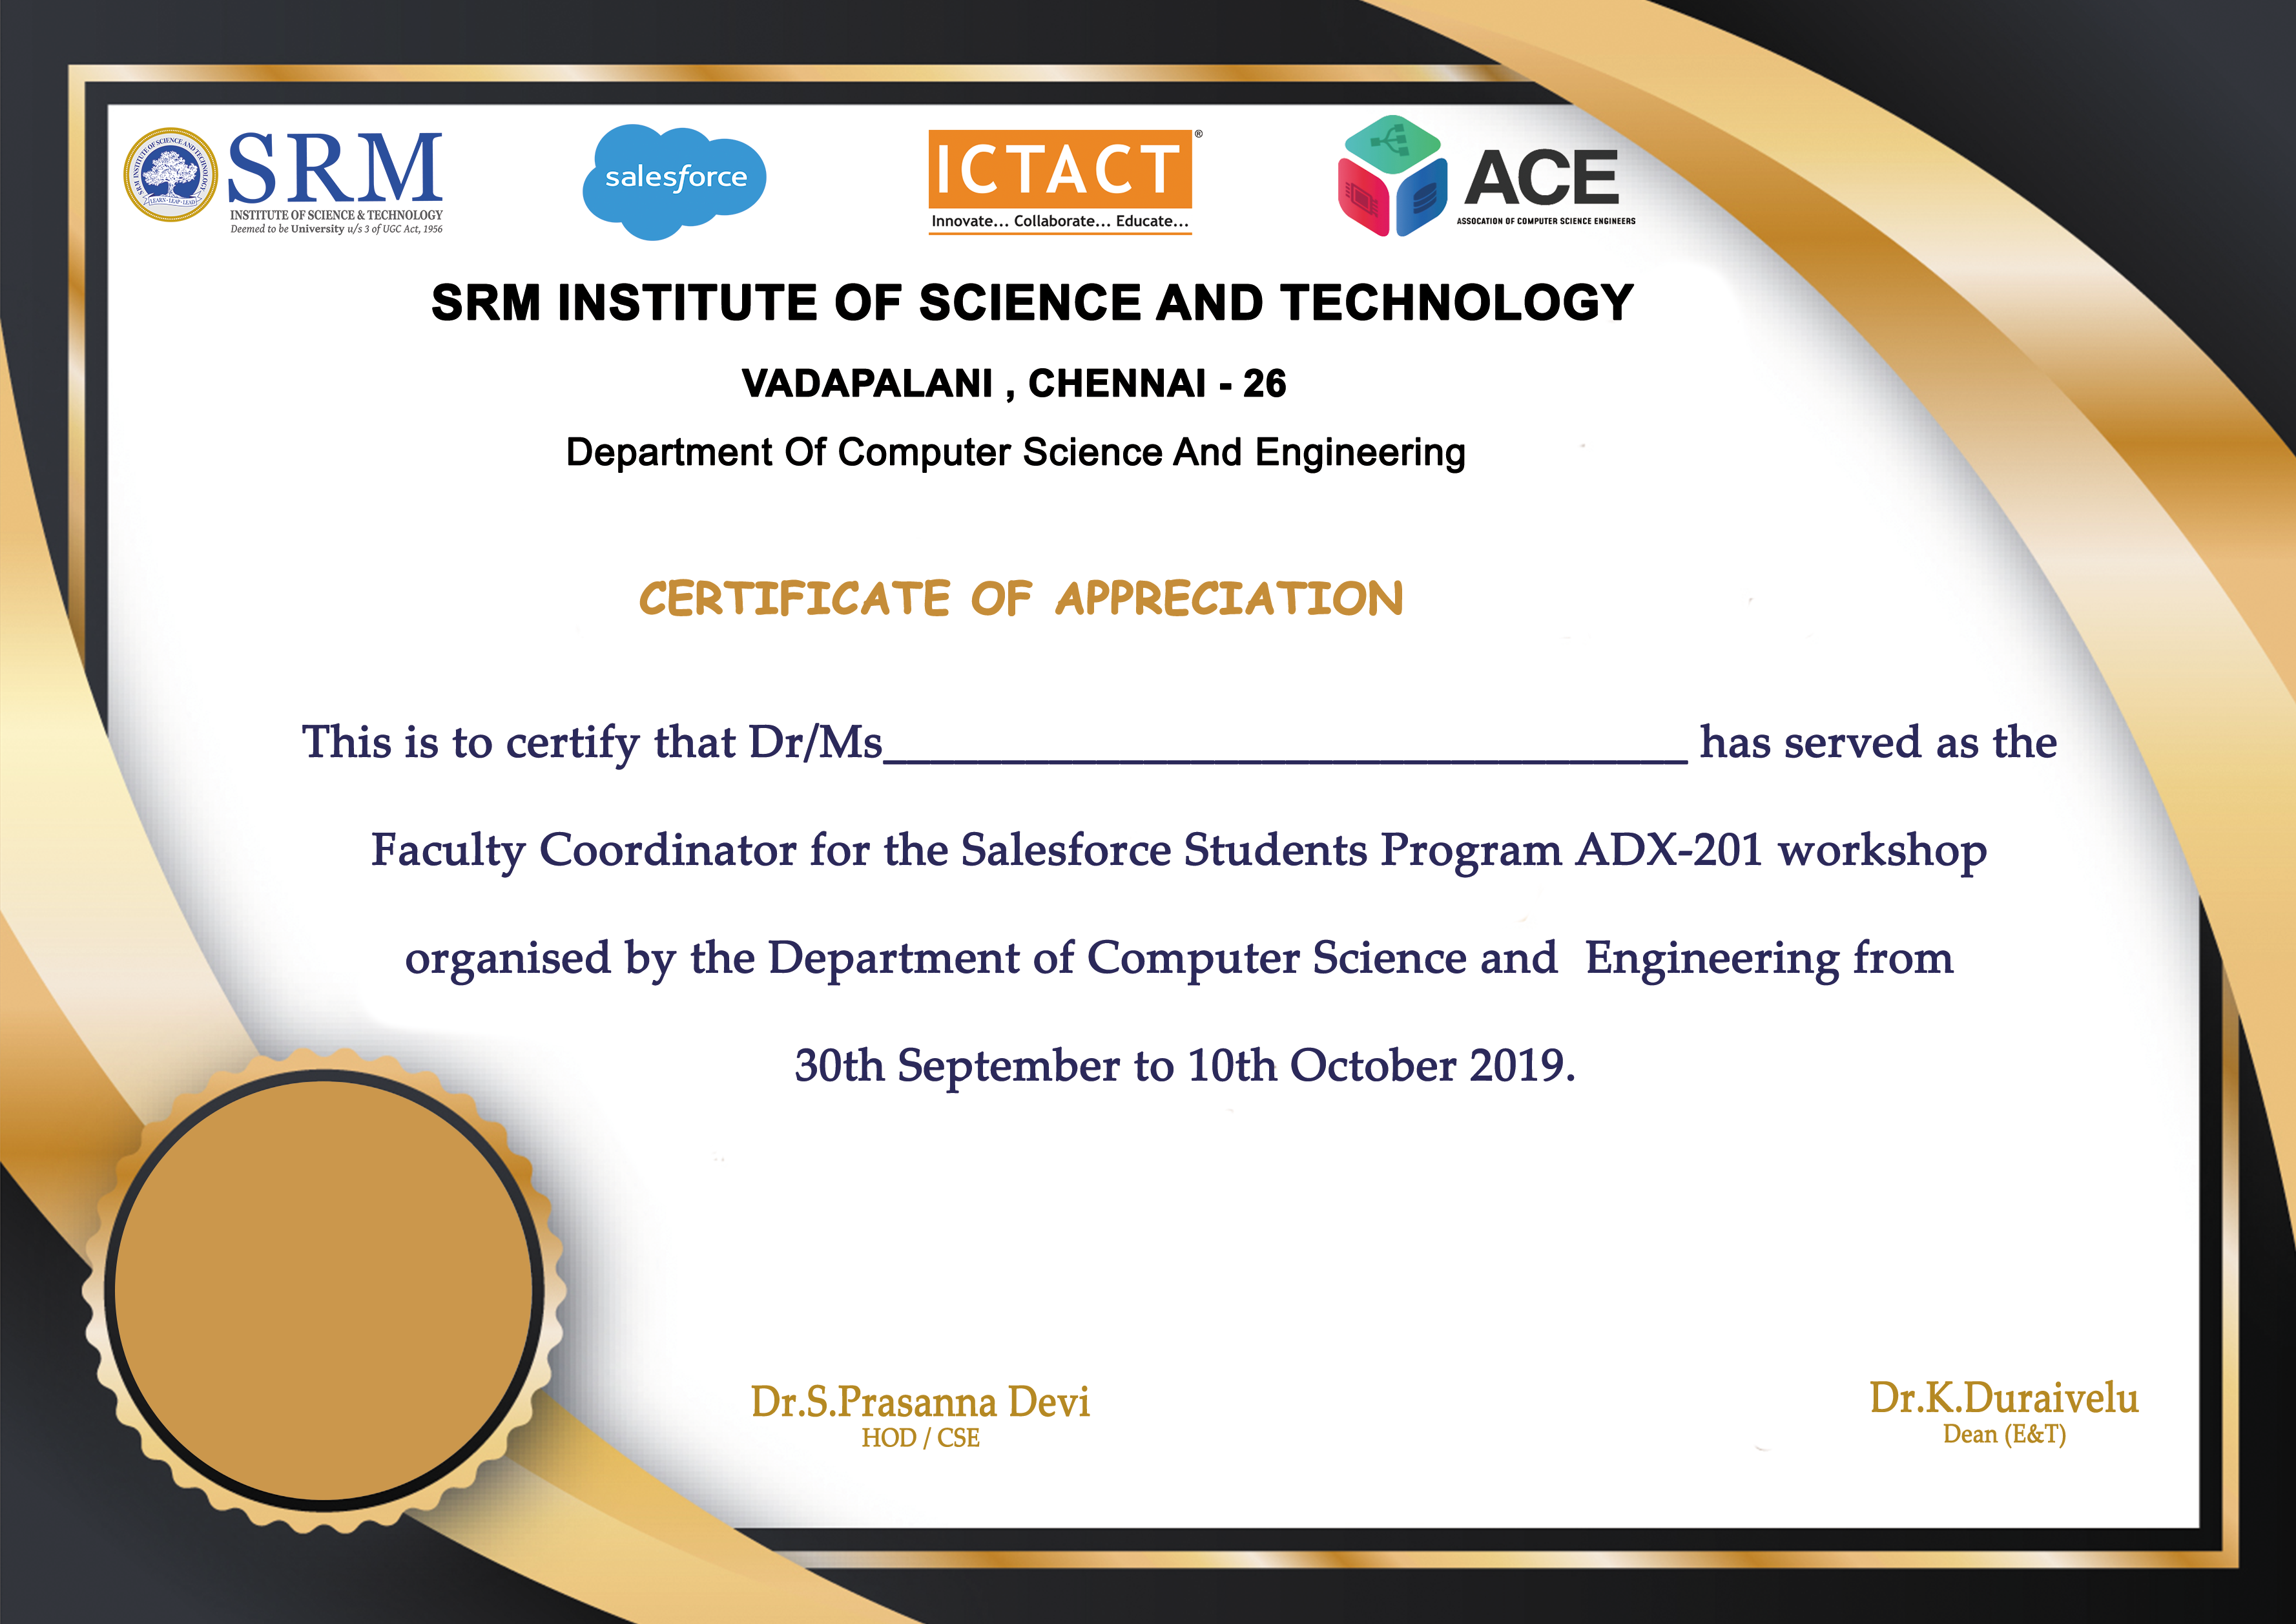 SRM
INSTITUTE OF SCIENCE & TECHNOLOGY
Deemed to be University u/s 3 of UGC Act, 1956
SRM INSTITUTE OF SCIENCE AND TECHNOLOGY
LEARN - LEAP - LEAD
salesforce
ICTACT®
Innovate... Collaborate... Educate...
ACE
ASSOCATION OF COMPUTER SCIENCE ENGINEERS
SRM INSTITUTE OF SCIENCE AND TECHNOLOGY
VADAPALANI , CHENNAI - 26
Department Of Computer Science And Engineering
CERTIFICATE OF APPRECIATION
This is to certify that Dr/Ms__________________________________ has served as the
Faculty Coordinator for the Salesforce Students Program ADX-201 workshop
organised by the Department of Computer Science and Engineering from
30th September to 10th October 2019.
Dr.S.Prasanna Devi
HOD / CSE
Dr.K.Duraivelu
Dean (E&T)